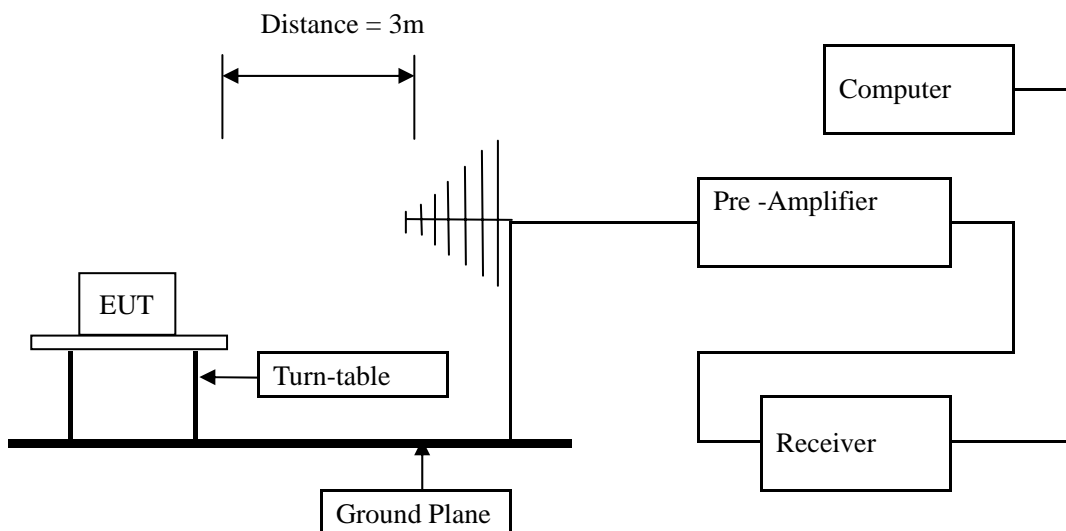 Distance = 3m
Computer
Pre -Amplifier
EUT
Turn-table
Receiver
Ground Plane